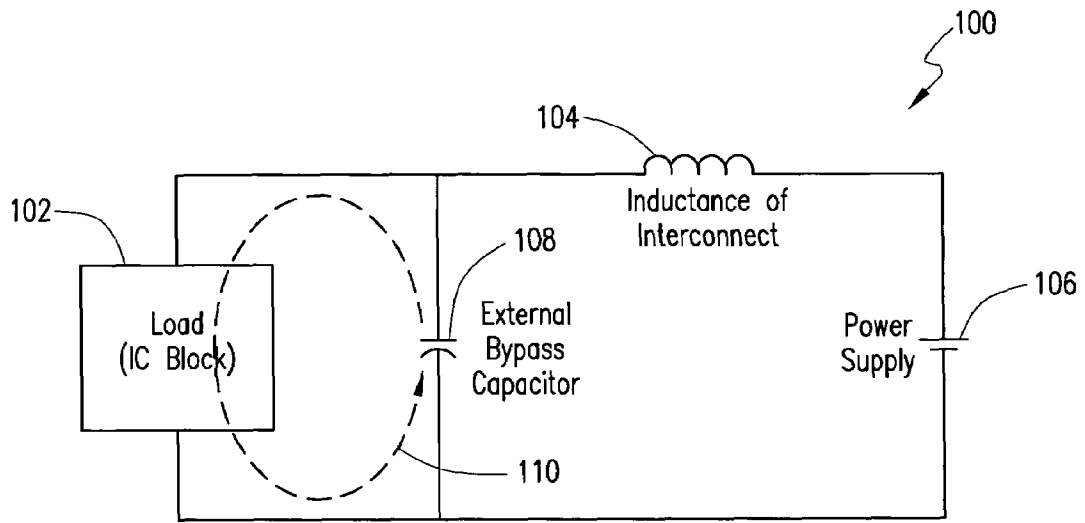 100
104
Inductance of
Interconnect
102
108
106
Load
(IC Block)
External
Bypass
Capacitor
Power
Supply
110